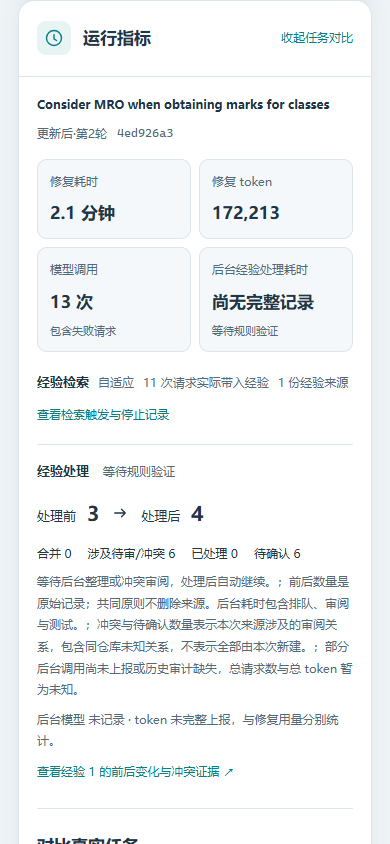 运行指标
收起任务对比
Consider MRO when obtaining marks for classes
更新后·第2轮 4ed926a3
修复耗时
2.1 分钟
修复 token
172,213
模型调用
13 次
包含失败请求
后台经验处理耗时
尚无完整记录
等待规则验证
经验检索 自适应 11 次请求实际带入经验 1 份经验来源
查看检索触发与停止记录
经验处理 等待规则验证
处理前 3 → 处理后 4
合并 0 涉及待审/冲突 6 已处理 0 待确认 6
等待后台整理或冲突审阅，处理后自动继续。；前后数量是
原始记录；共同原则不删除来源。后台耗时包含排队、审阅
与测试。；冲突与待确认数量表示本次来源涉及的审阅关
系，包含同仓库未知关系，不表示全部由本次新建。；部分
后台调用尚未上报或历史审计缺失，总请求数与总 token 暂
为未知。
后台模型 未记录 · token 未完整上报，与修复用量分别统
计。
查看经验 1 的前后变化与冲突证据 ↗
对比真实任务